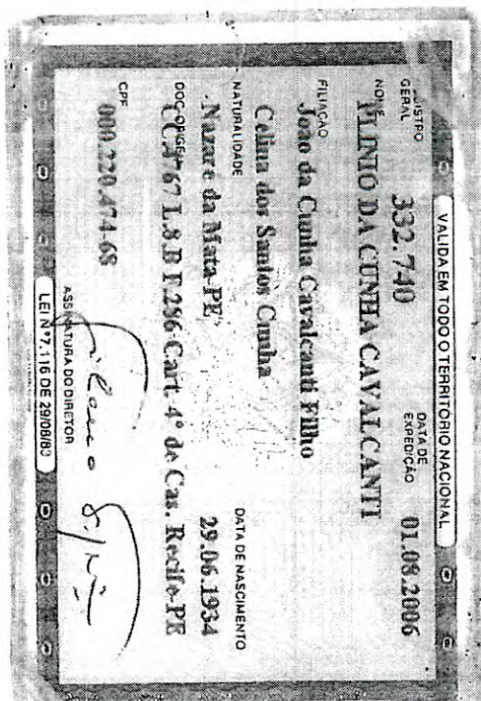 VALIDA EM TODO O TERRITÓRIO NACIONAL
REGISTRO GERAL 332.740 DATA DE EXPEDIÇÃO 01.08.2006
NOME PLINIO DA CUNHA CAVALCANTI
FILIAÇÃO
João da Cunha Cavalcanti Filho
Celina dos Santos Cunha
NATURALIDADE DATA DE NASCIMENTO
Nazaré da Mata-PE 29.06.1934
DOC-ORIGEM CCA°67 L.8.B F.256 Cart.4° de Cas. Recife-PE
CPF 000.220.474-68
ASSINATURA DO DIRETOR
LEI Nº 7.116 DE 29/08/83